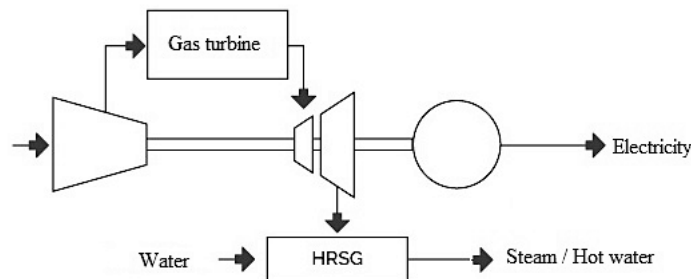 Gas turbine
Electricity
Water
HRSG
Steam / Hot water